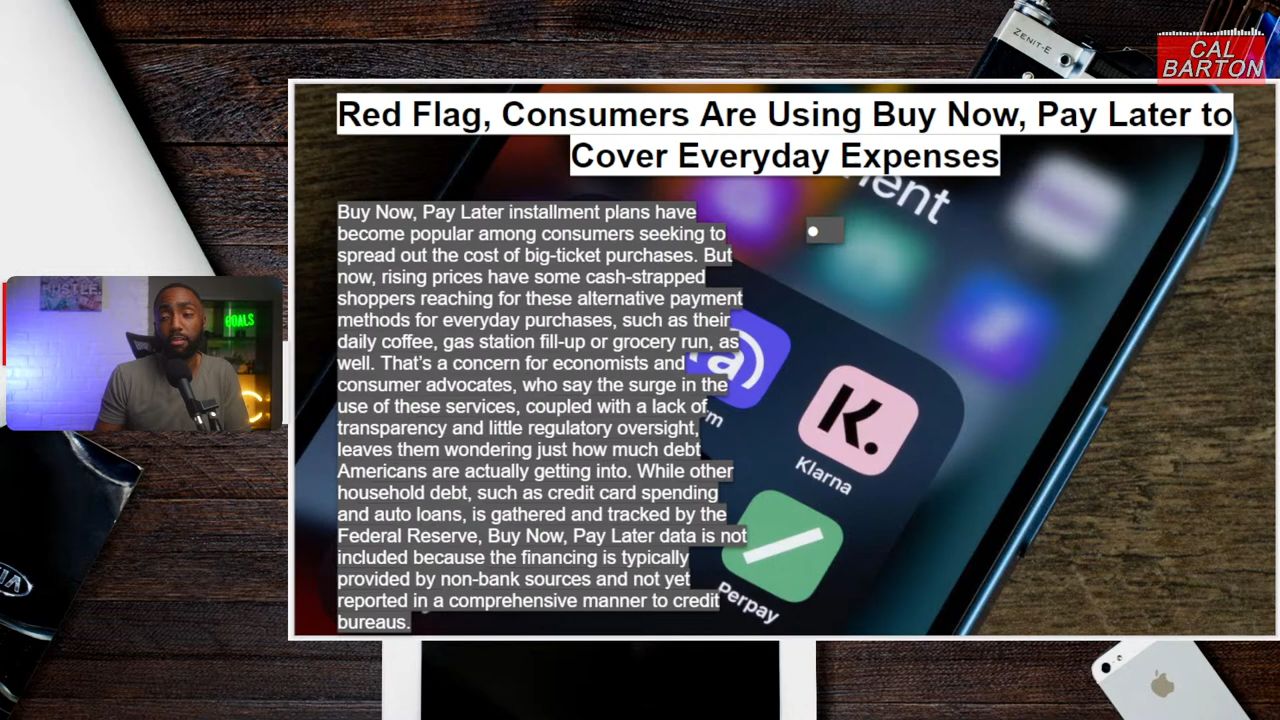 ZENIT-E
CAL
BARTON
Red Flag, Consumers Are Using Buy Now, Pay Later to
Cover Everyday Expenses
Buy Now, Pay Later installment plans have
become popular among consumers seeking to
spread out the cost of big-ticket purchases. But
now, rising prices have some cash-strapped
shoppers reaching for these alternative payment
methods for everyday purchases, such as their
daily coffee, gas station fill-up or grocery run, as
well. That's a concern for economists and
consumer advocates, who say the surge in the
use of these services, coupled with a lack of
transparency and little regulatory oversight,
leaves them wondering just how much debt
Americans are actually getting into. While other
household debt, such as credit card spending
and auto loans, is gathered and tracked by the
Federal Reserve, Buy Now, Pay Later data is not
included because the financing is typically
provided by non-bank sources and not yet
reported in a comprehensive manner to credit
bureaus.
ment
a
rm
K.
Klarna
Perpay
HUSTLE
GOALS